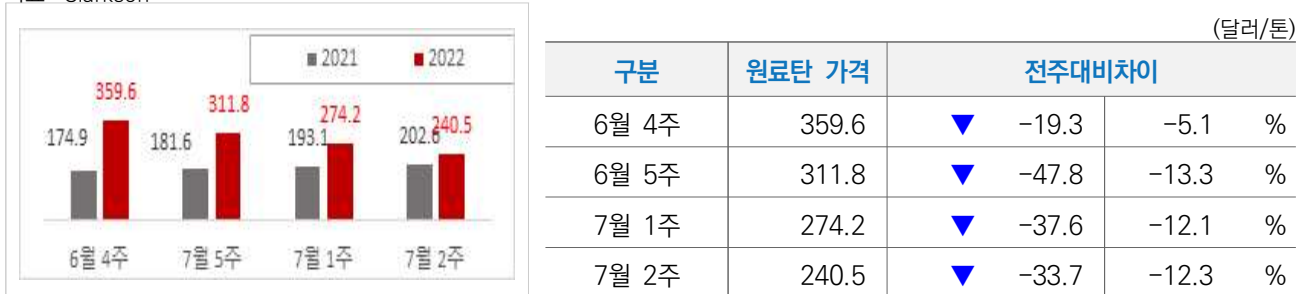 Clarkson
■ 2021 ■ 2022
359.6
311.8
274.2
240.5
174.9
181.6
193.1
202.6
6월 4주 7월 5주 7월 1주 7월 2주
(달러/톤)
구분 원료탄 가격 전주대비차이
6월 4주 359.6 ▼ -19.3 -5.1 %
6월 5주 311.8 ▼ -47.8 -13.3 %
7월 1주 274.2 ▼ -37.6 -12.1 %
7월 2주 240.5 ▼ -33.7 -12.3 %